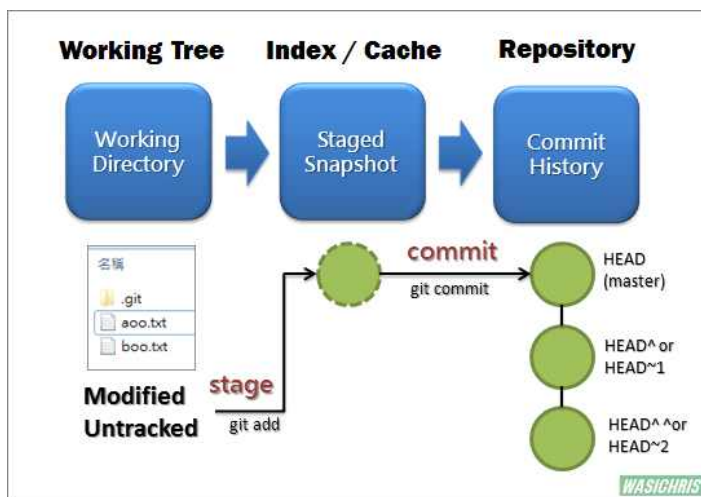 Working Tree
Index / Cache
Repository
Working
Directory
Staged
Snapshot
Commit
History
名稱
.git
aoo.txt
boo.txt
Modified
Untracked
stage
git add
commit
git commit
HEAD
(master)
HEAD^ or
HEAD~1
HEAD^ ^or
HEAD~2
WASICHRIS